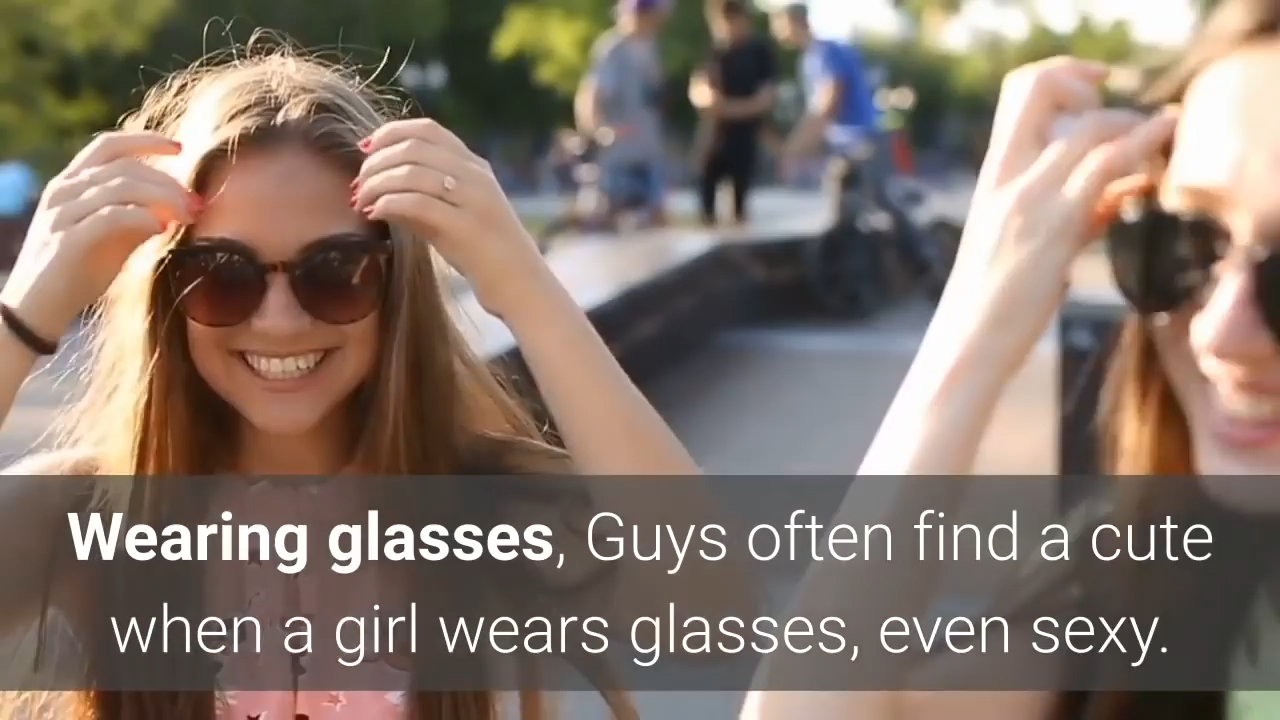 Wearing glasses, Guys often find a cute
when a girl wears glasses, even sexy.